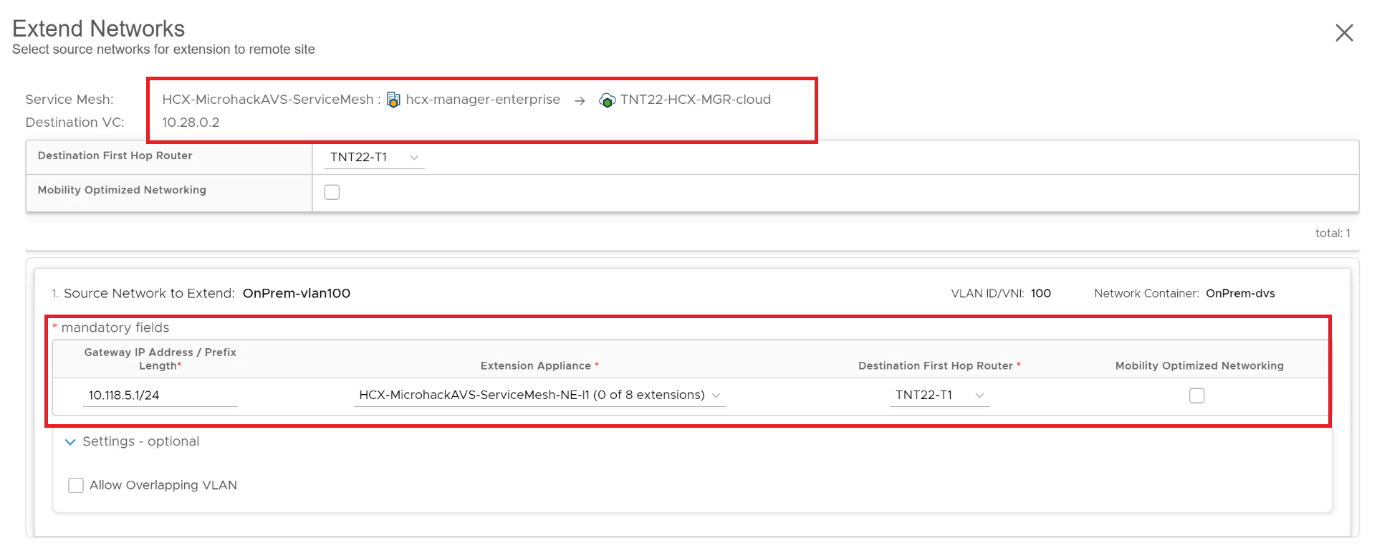 Extend Networks
Select source networks for extension to remote site
Service Mesh: HCX-MicrohackAVS-ServiceMesh : hcx-manager-enterprise → TNT22-HCX-MGR-cloud
Destination VC: 10.28.0.2
Destination First Hop Router TNT22-T1
Mobility Optimized Networking
total: 1
1. Source Network to Extend: OnPrem-vlan100 VLAN ID/VNI: 100 Network Container: OnPrem-dvs
* mandatory fields
Gateway IP Address / Prefix
Length* Extension Appliance * Destination First Hop Router * Mobility Optimized Networking
10.118.5.1/24 HCX-MicrohackAVS-ServiceMesh-NE-I1 (0 of 8 extensions) TNT22-T1
Settings - optional
Allow Overlapping VLAN